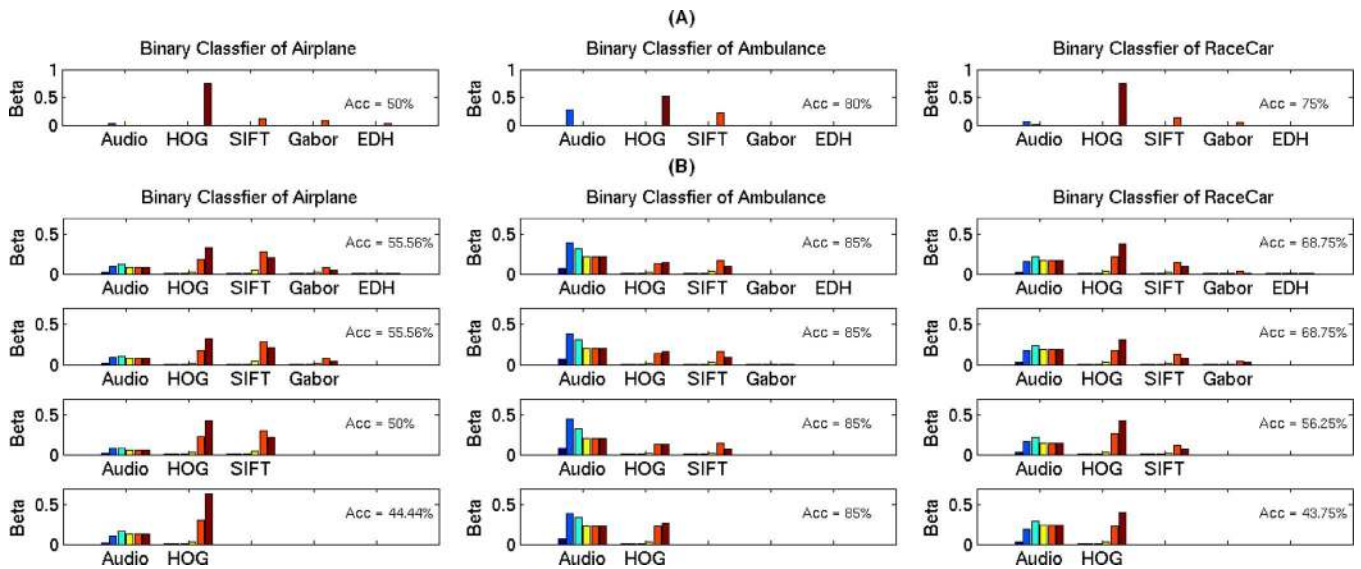 (A)
Binary Classfier of Airplane
Binary Classfier of Ambulance
Binary Classfier of RaceCar
1
0.5
0
Beta
Acc = 50%
Audio HOG SIFT Gabor EDH
1
0.5
0
Beta
Acc = 80%
Audio HOG SIFT Gabor EDH
1
0.5
0
Beta
Acc = 75%
Audio HOG SIFT Gabor EDH
(B)
Binary Classfier of Airplane
Binary Classfier of Ambulance
Binary Classfier of RaceCar
0.5
0
Beta
Acc = 55.56%
Audio HOG SIFT Gabor EDH
0.5
0
Beta
Acc = 85%
Audio HOG SIFT Gabor EDH
0.5
0
Beta
Acc = 68.75%
Audio HOG SIFT Gabor EDH
0.5
0
Beta
Acc = 55.56%
Audio HOG SIFT Gabor
0.5
0
Beta
Acc = 85%
Audio HOG SIFT Gabor
0.5
0
Beta
Acc = 68.75%
Audio HOG SIFT Gabor
0.5
0
Beta
Acc = 50%
Audio HOG SIFT
0.5
0
Beta
Acc = 85%
Audio HOG SIFT
0.5
0
Beta
Acc = 56.25%
Audio HOG SIFT
0.5
0
Beta
Acc = 44.44%
Audio HOG
0.5
0
Beta
Acc = 85%
Audio HOG
0.5
0
Beta
Acc = 43.75%
Audio HOG